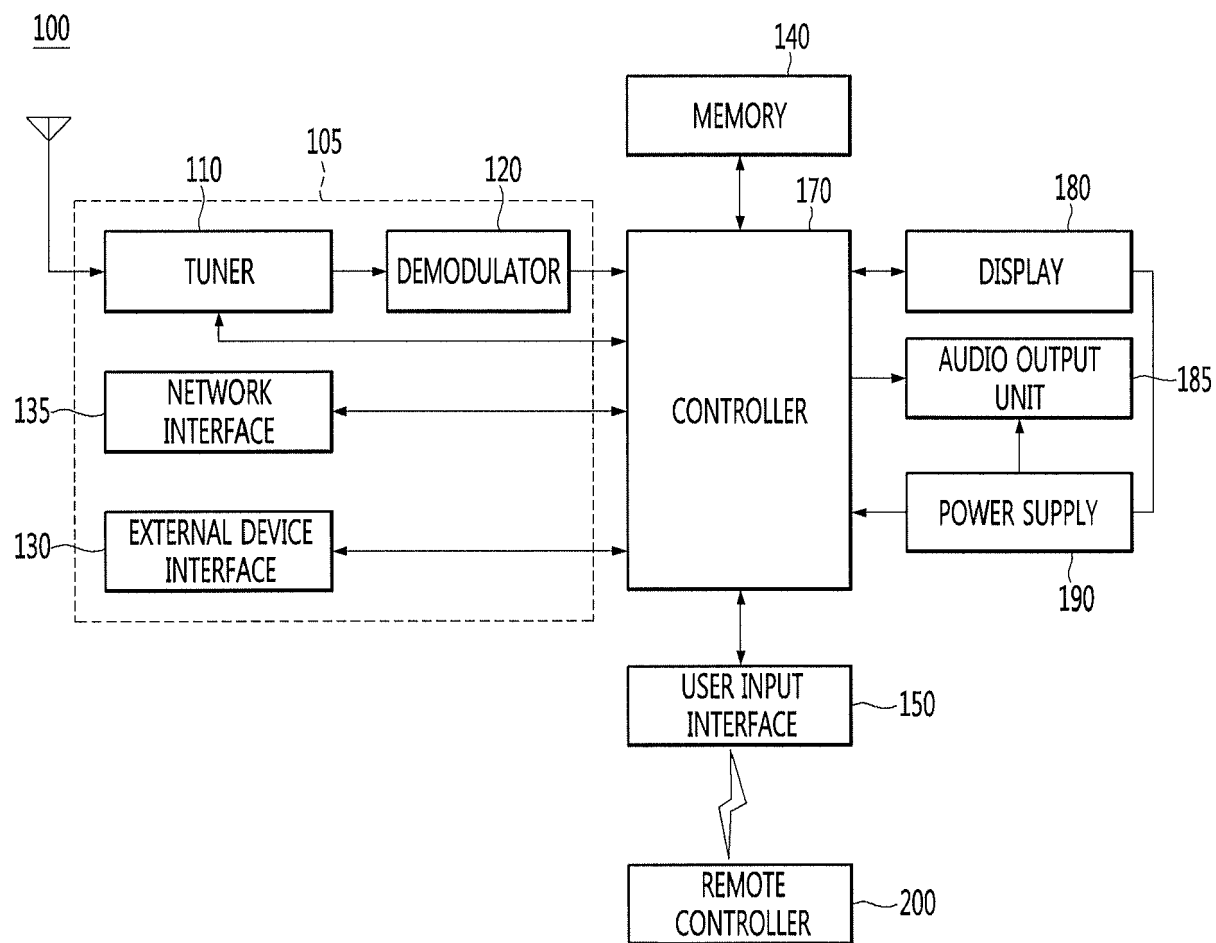 100
140
MEMORY
105
110
120
170
180
TUNER
DEMODULATOR
DISPLAY
AUDIO OUTPUT
UNIT
185
135
NETWORK
INTERFACE
CONTROLLER
POWER SUPPLY
190
130
EXTERNAL DEVICE
INTERFACE
USER INPUT
INTERFACE
150
REMOTE
CONTROLLER
200